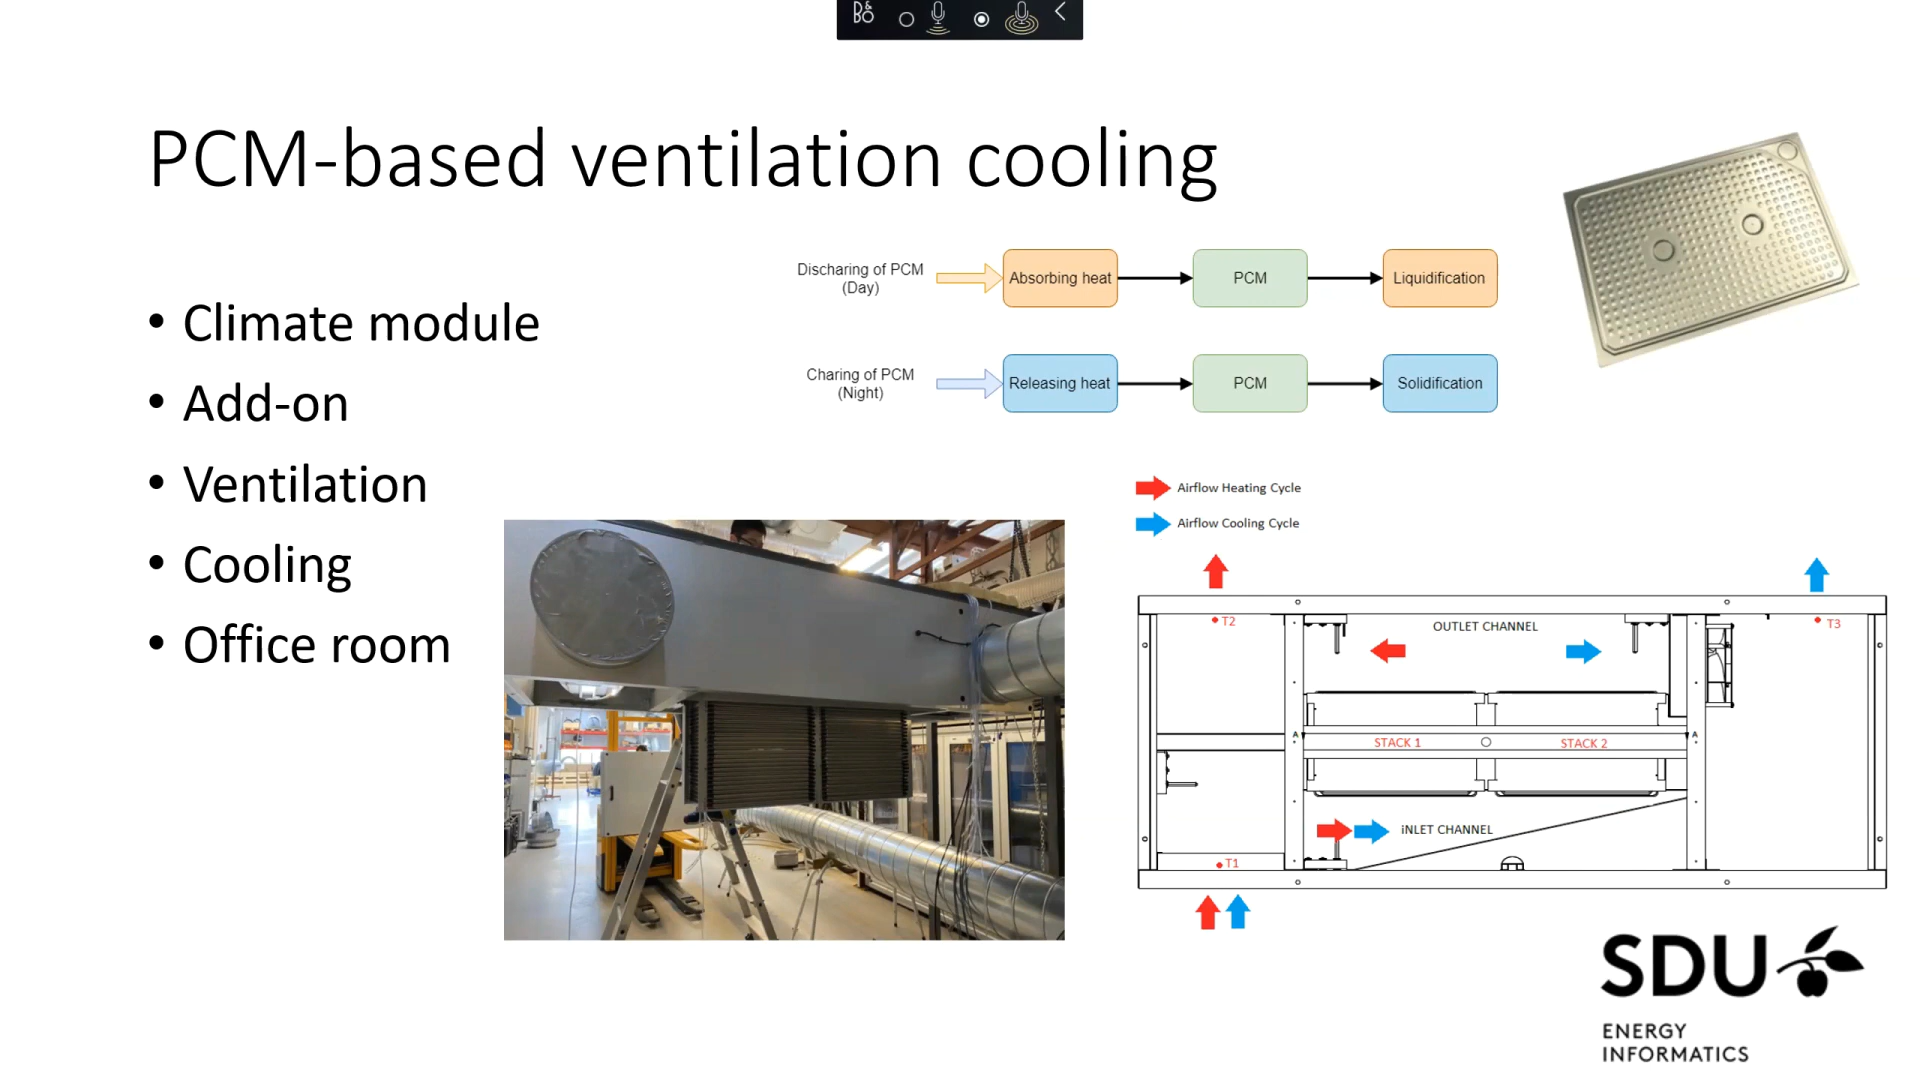 B&O
PCM-based ventilation cooling
• Climate module
• Add-on
• Ventilation
• Cooling
• Office room
Discharing of PCM
(Day)
Absorbing heat
PCM
Liquidification
Charing of PCM
(Night)
Releasing heat
PCM
Solidification
Airflow Heating Cycle
Airflow Cooling Cycle
T2
OUTLET CHANNEL
T3
A
STACK 1
STACK 2
A
iNLET CHANNEL
T1
SDU
ENERGY
INFORMATICS